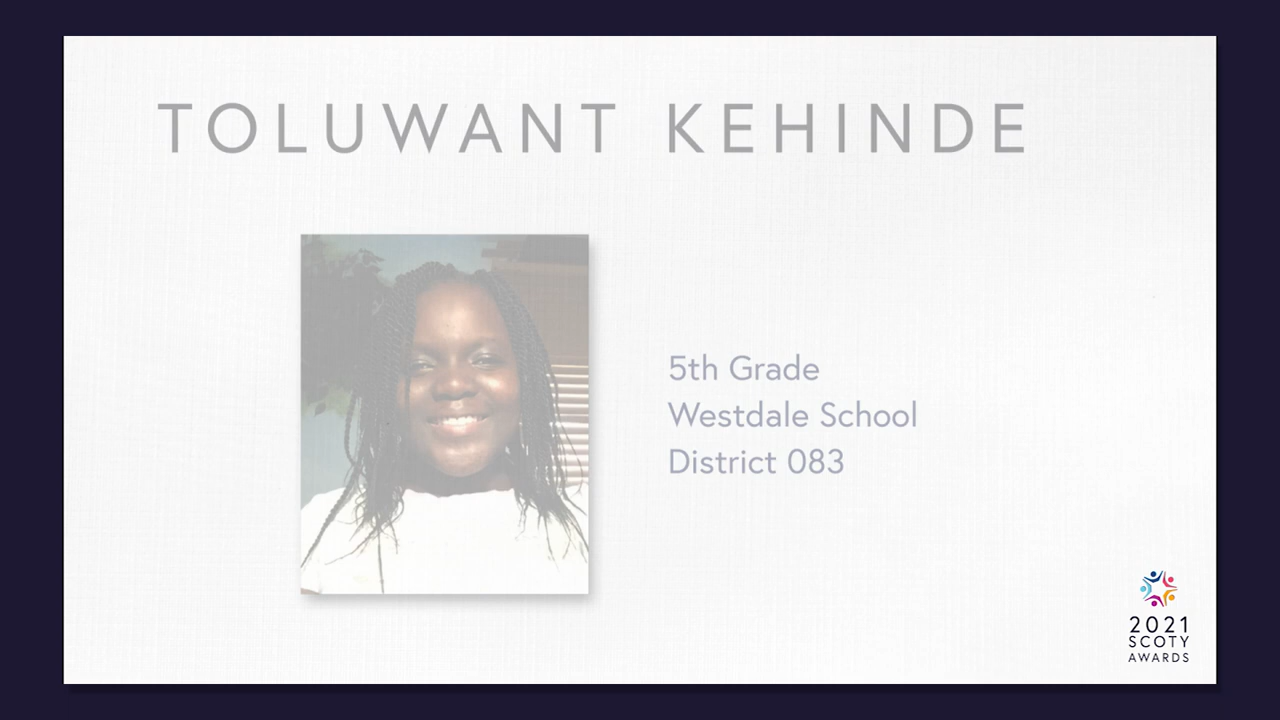 TOLUWANT KEHINDE
5th Grade
Westdale School
District 083
2021
SCOTY
AWARDS